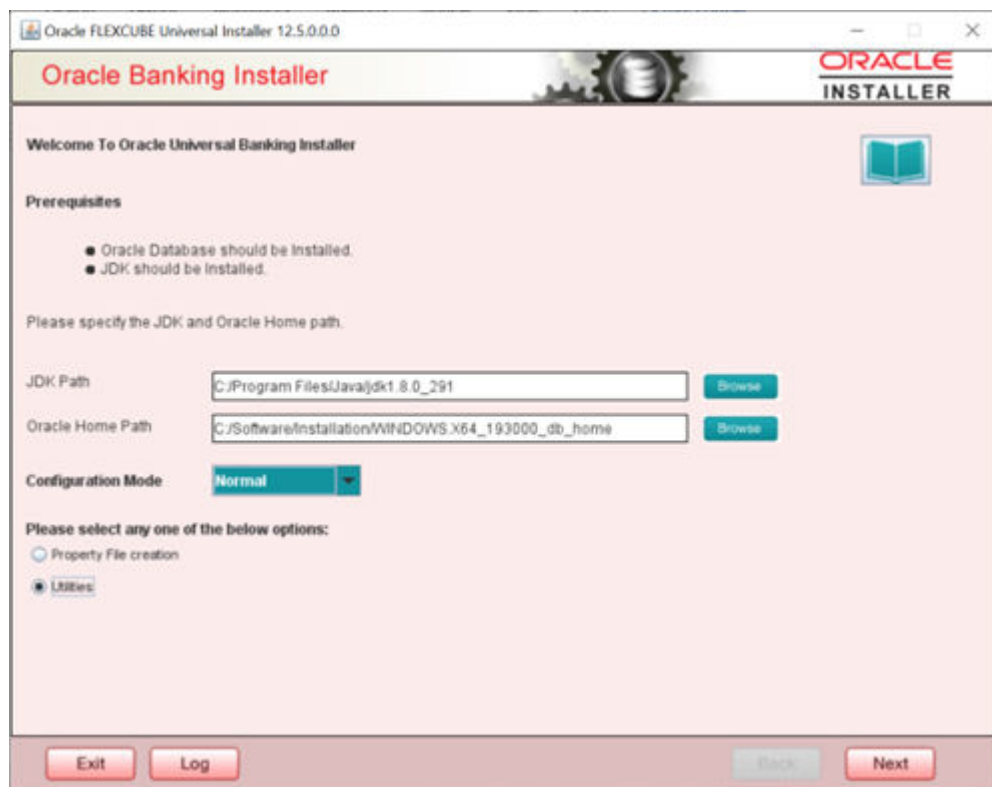 Oracle FLEXCUBE Universal Installer 12.5.0.0.0
Oracle Banking Installer
ORACLE
INSTALLER
Welcome To Oracle Universal Banking Installer
Prerequisites
Oracle Database should be Installed.
JDK should be Installed.
Please specify the JDK and Oracle Home path.
JDK Path
C:/Program Files/Java/jdk1.8.0_291
Browse
Oracle Home Path
C:/Software/Installation/WINDOWS.X64_193000_db_home
Browse
Configuration Mode
Normal
Please select any one of the below options:
Property File creation
Utilities
Exit
Log
Back
Next